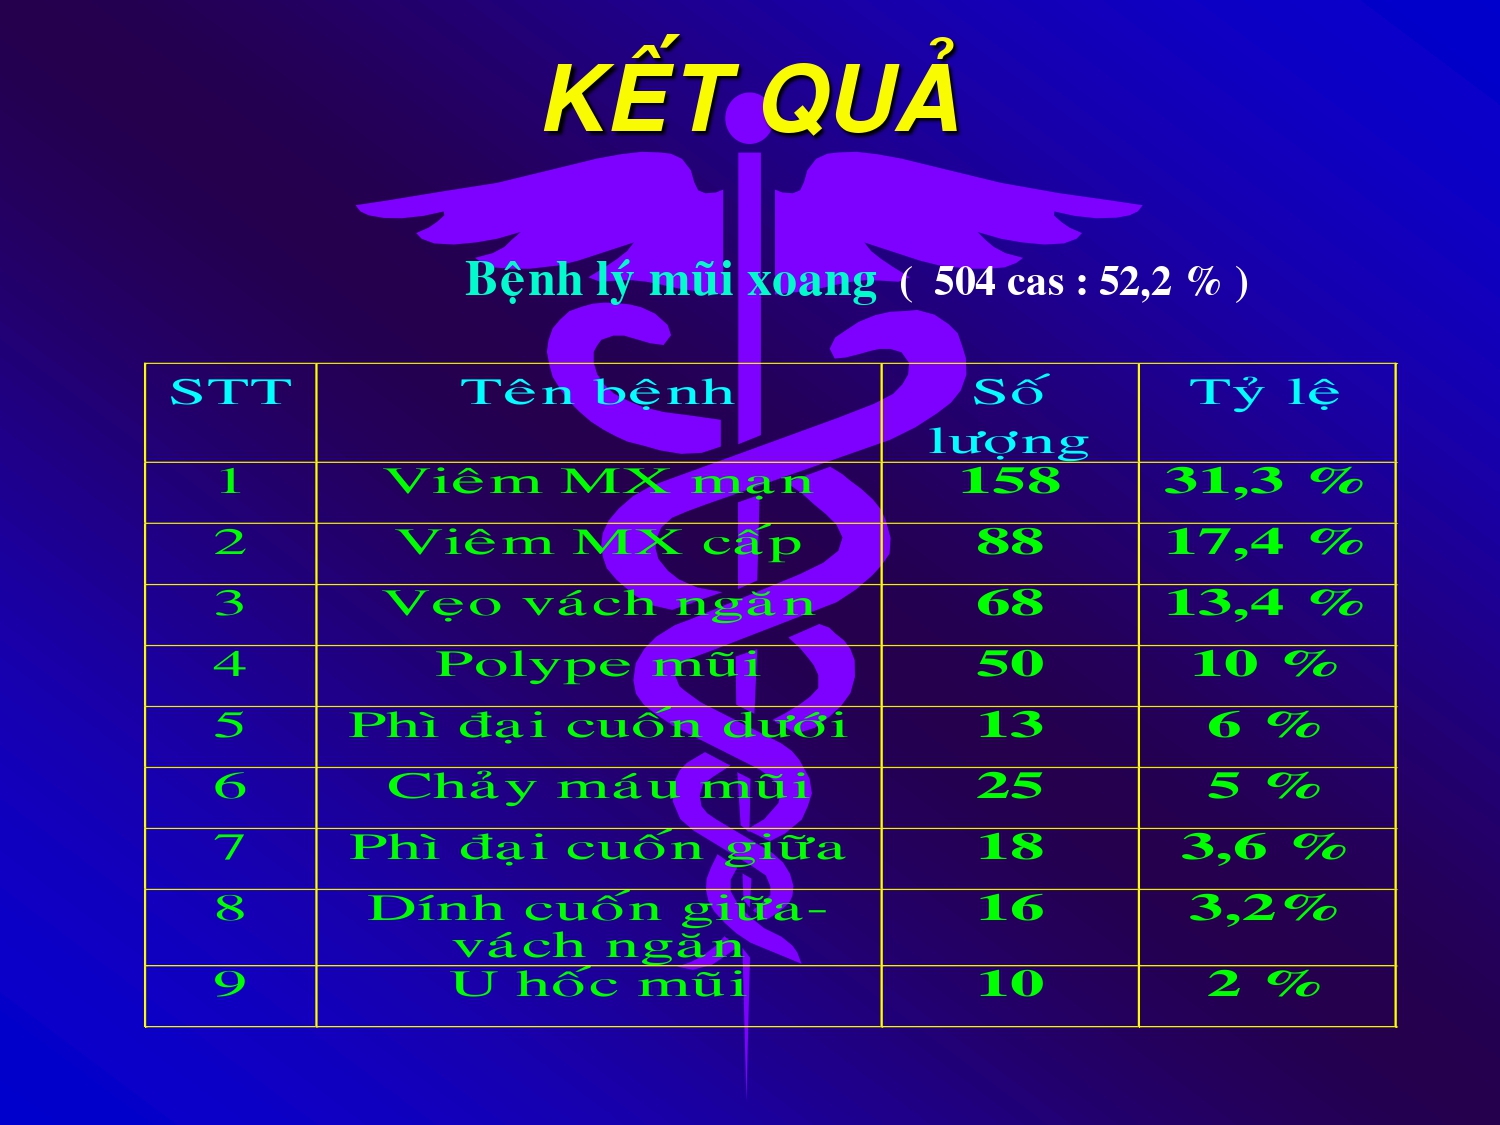 KẾT QUẢ
Bệnh lý mũi xoang ( 504 cas : 52,2 % )
STT Tên bệnh Số lượng Tỷ lệ
1 Viêm MX mạn 158 31,3 %
2 Viêm MX cấp 88 17,4 %
3 Vẹo vách ngăn 68 13,4 %
4 Polype mũi 50 10 %
5 Phì đại cuốn dưới 13 6 %
6 Chảy máu mũi 25 5 %
7 Phì đại cuốn giữa 18 3,6 %
8 Dính cuốn giữa- 16 3,2%
vách ngăn
9 U hốc mũi 10 2 %